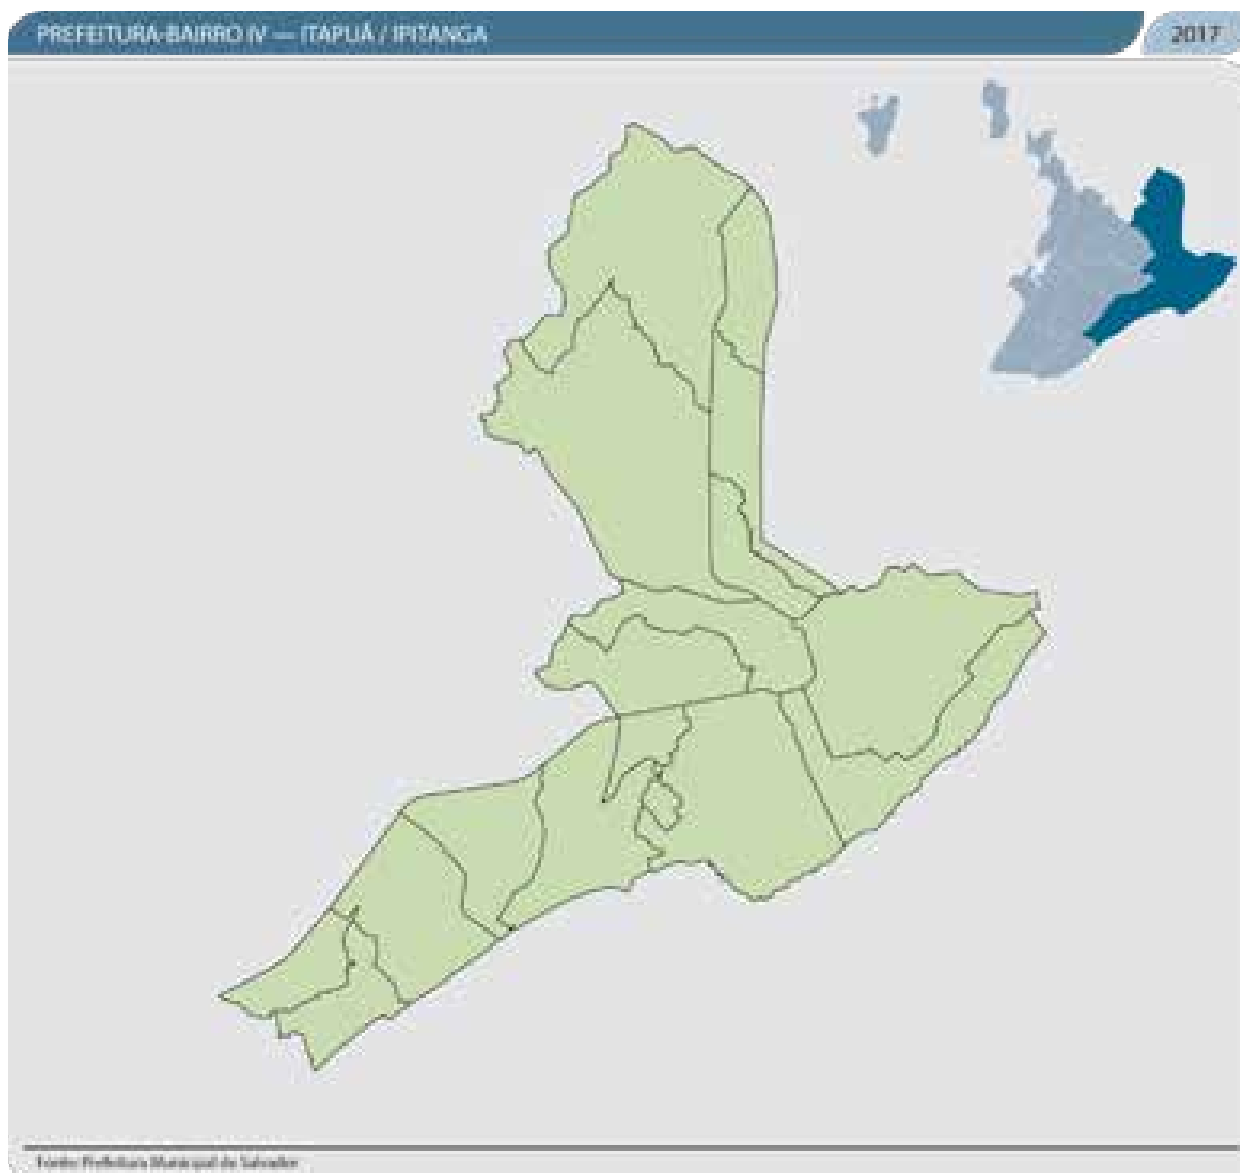 PREFEITURA-BAIRRO IV — ITAPUÃ / IPITANGA
2017
Fonte: Prefeitura Municipal de Salvador